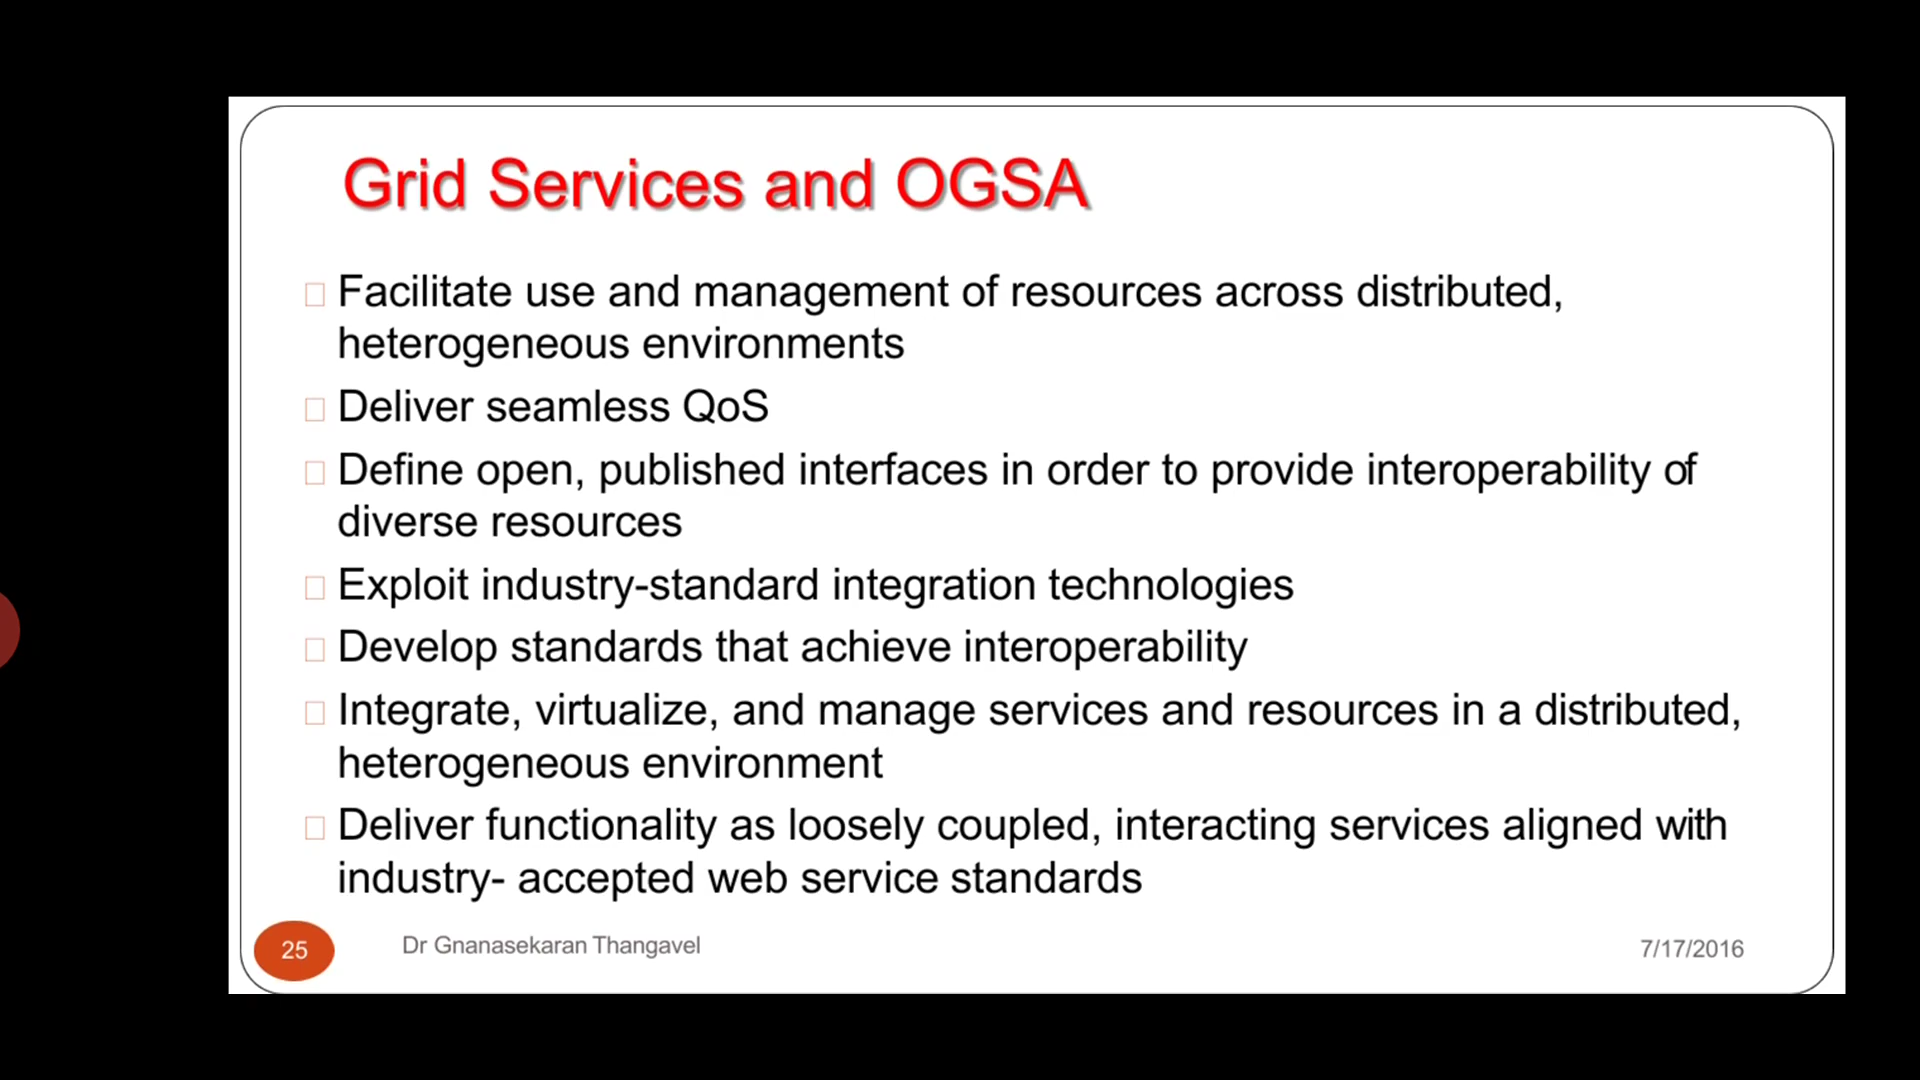 Grid Services and OGSA
Facilitate use and management of resources across distributed,
heterogeneous environments
Deliver seamless QoS
Define open, published interfaces in order to provide interoperability of
diverse resources
Exploit industry-standard integration technologies
Develop standards that achieve interoperability
Integrate, virtualize, and manage services and resources in a distributed,
heterogeneous environment
Deliver functionality as loosely coupled, interacting services aligned with
industry- accepted web service standards
25
Dr Gnanasekaran Thangavel
7/17/2016